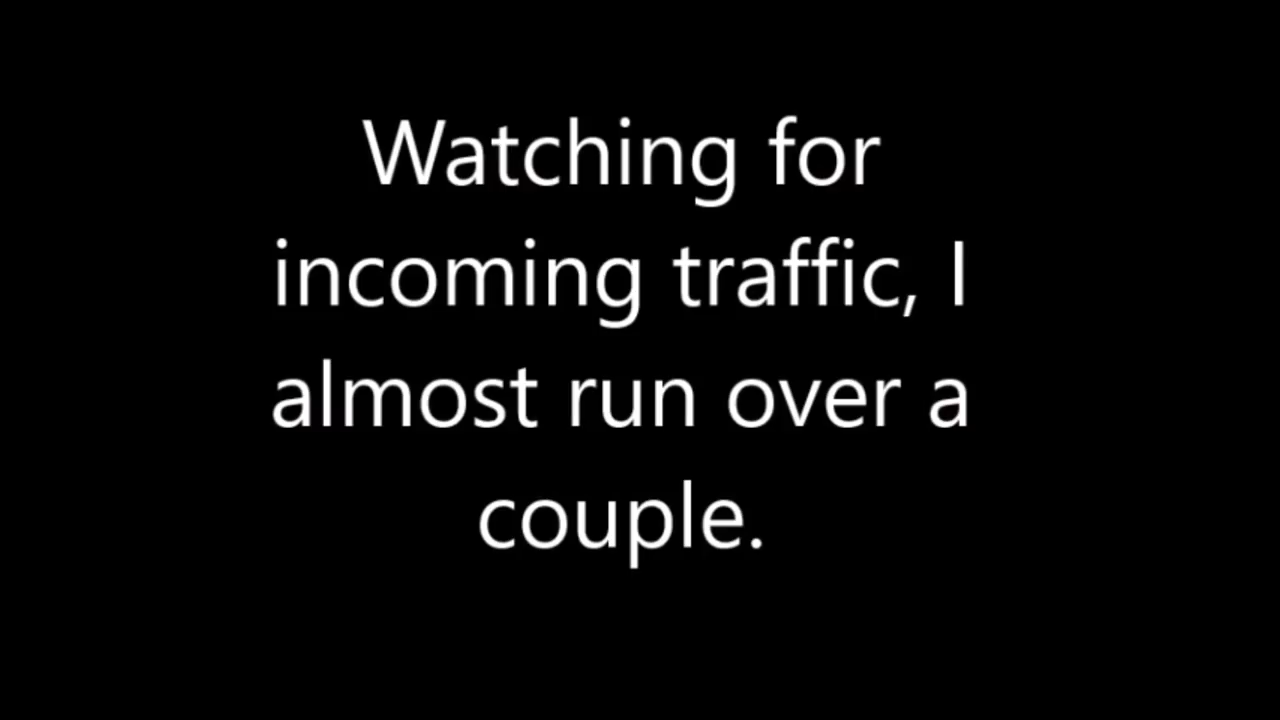 Watching for
incoming traffic, I
almost run over a
couple.